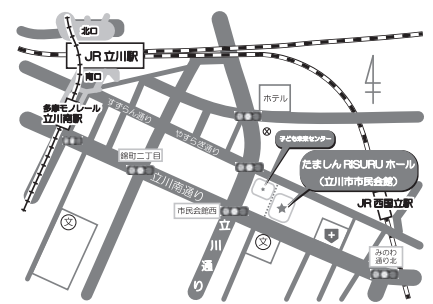 北口
JR 立川駅
南口
多摩モノレール
立川南駅
すずらん通り
やすらぎ通り
ホテル
子ども未来センター
たましん RISURU ホール
（立川市市民会館）
錦町二丁目
立川南通り
市民会館西
立川通り
JR 西国立駅
みのわ
通り北
文
文